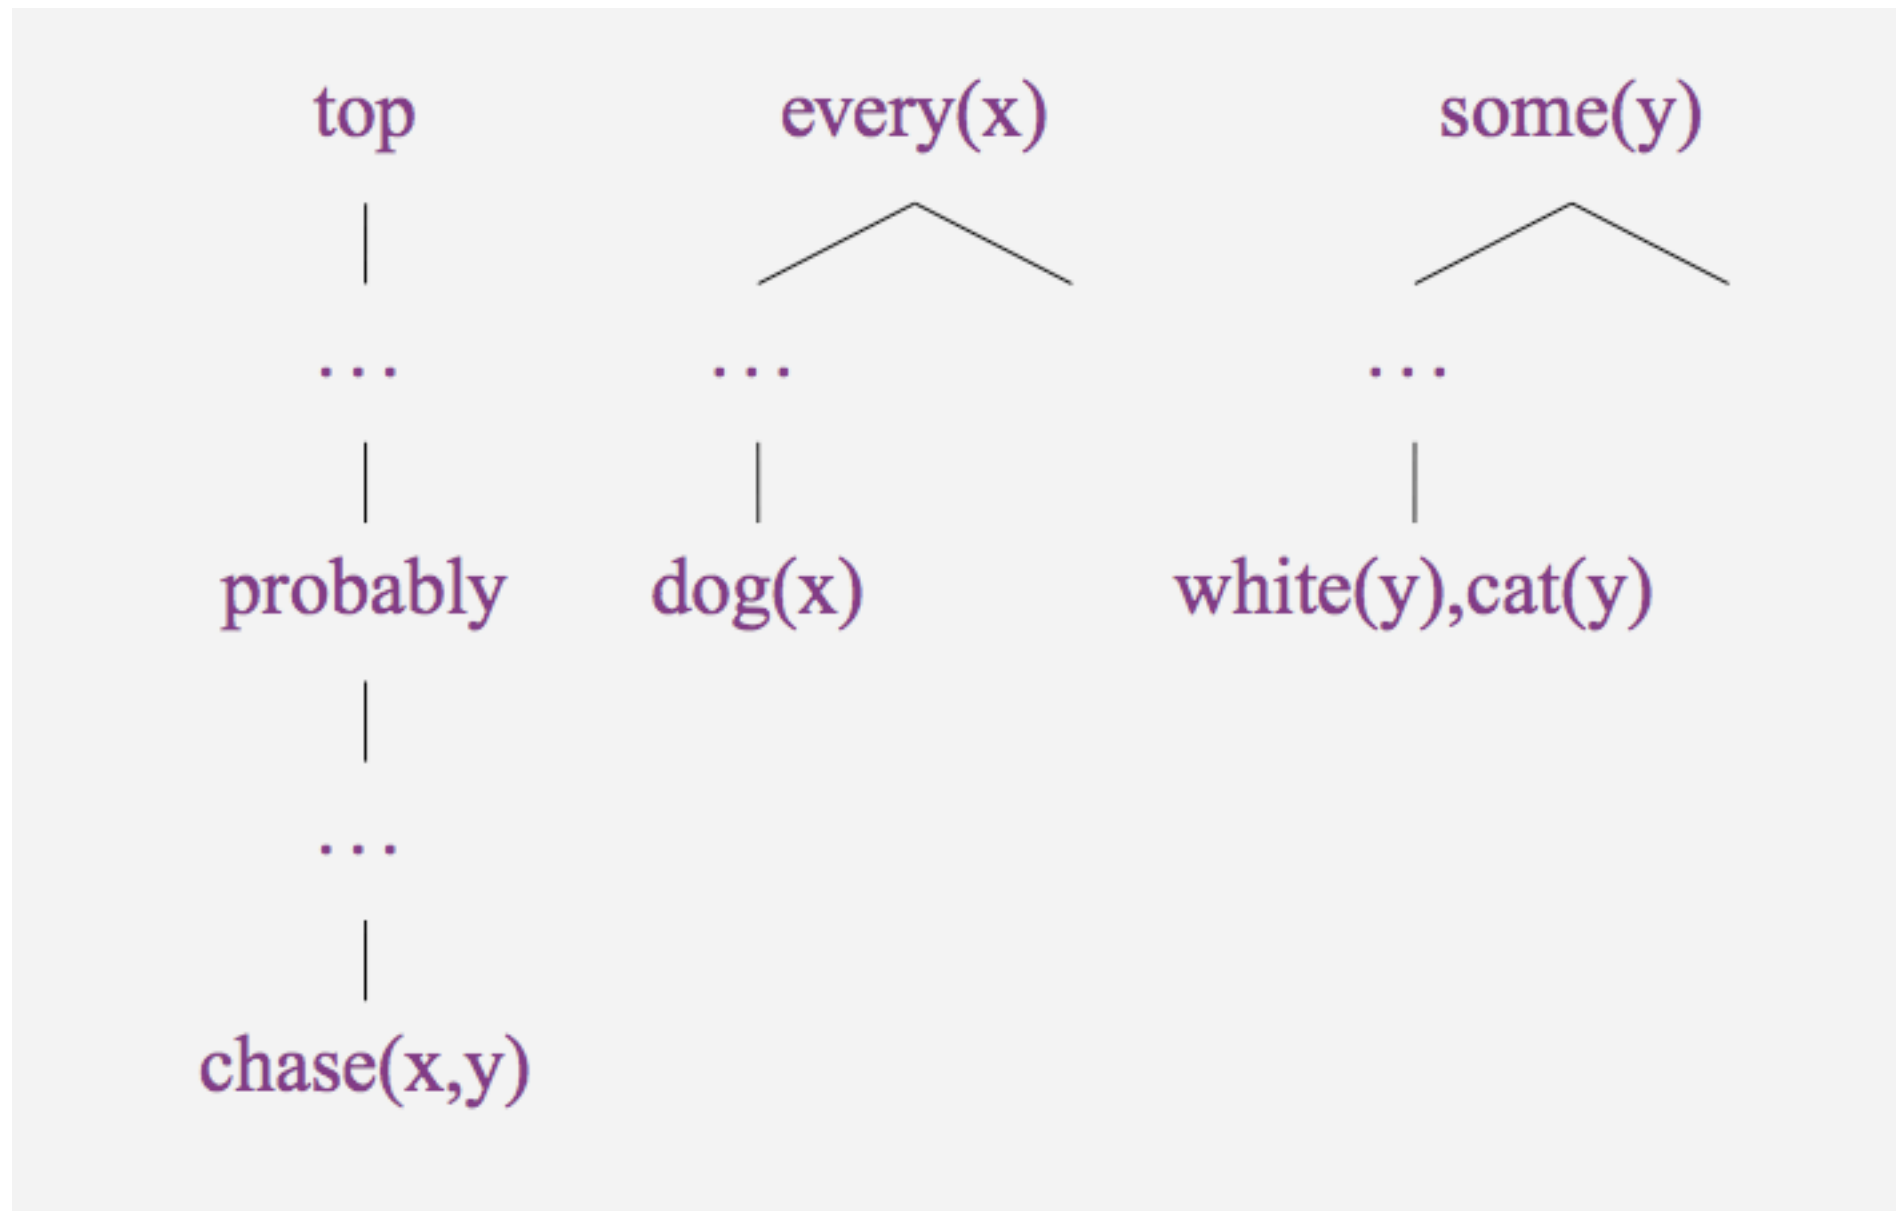 top every(x) some(y)
... ... ...
probably dog(x) white(y),cat(y)
...
chase(x,y)